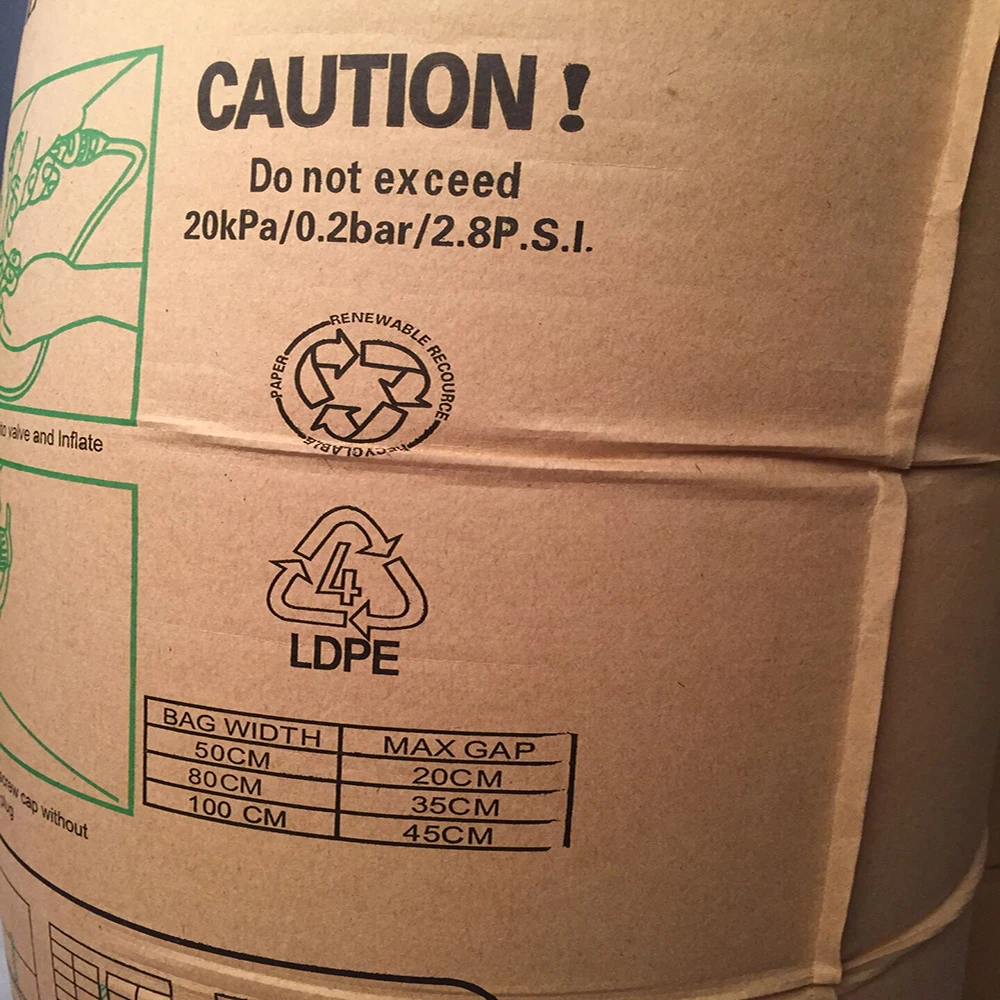 CAUTION !
Do not exceed
20kPa/0.2bar/2.8P.S.I.
PAPER
RENEWABLE RECOURCE
RECYCLABLE
valve and Inflate
4
LDPE
BAG WIDTH MAX GAP
50CM 20CM
80CM 35CM
100 CM 45CM
cap without